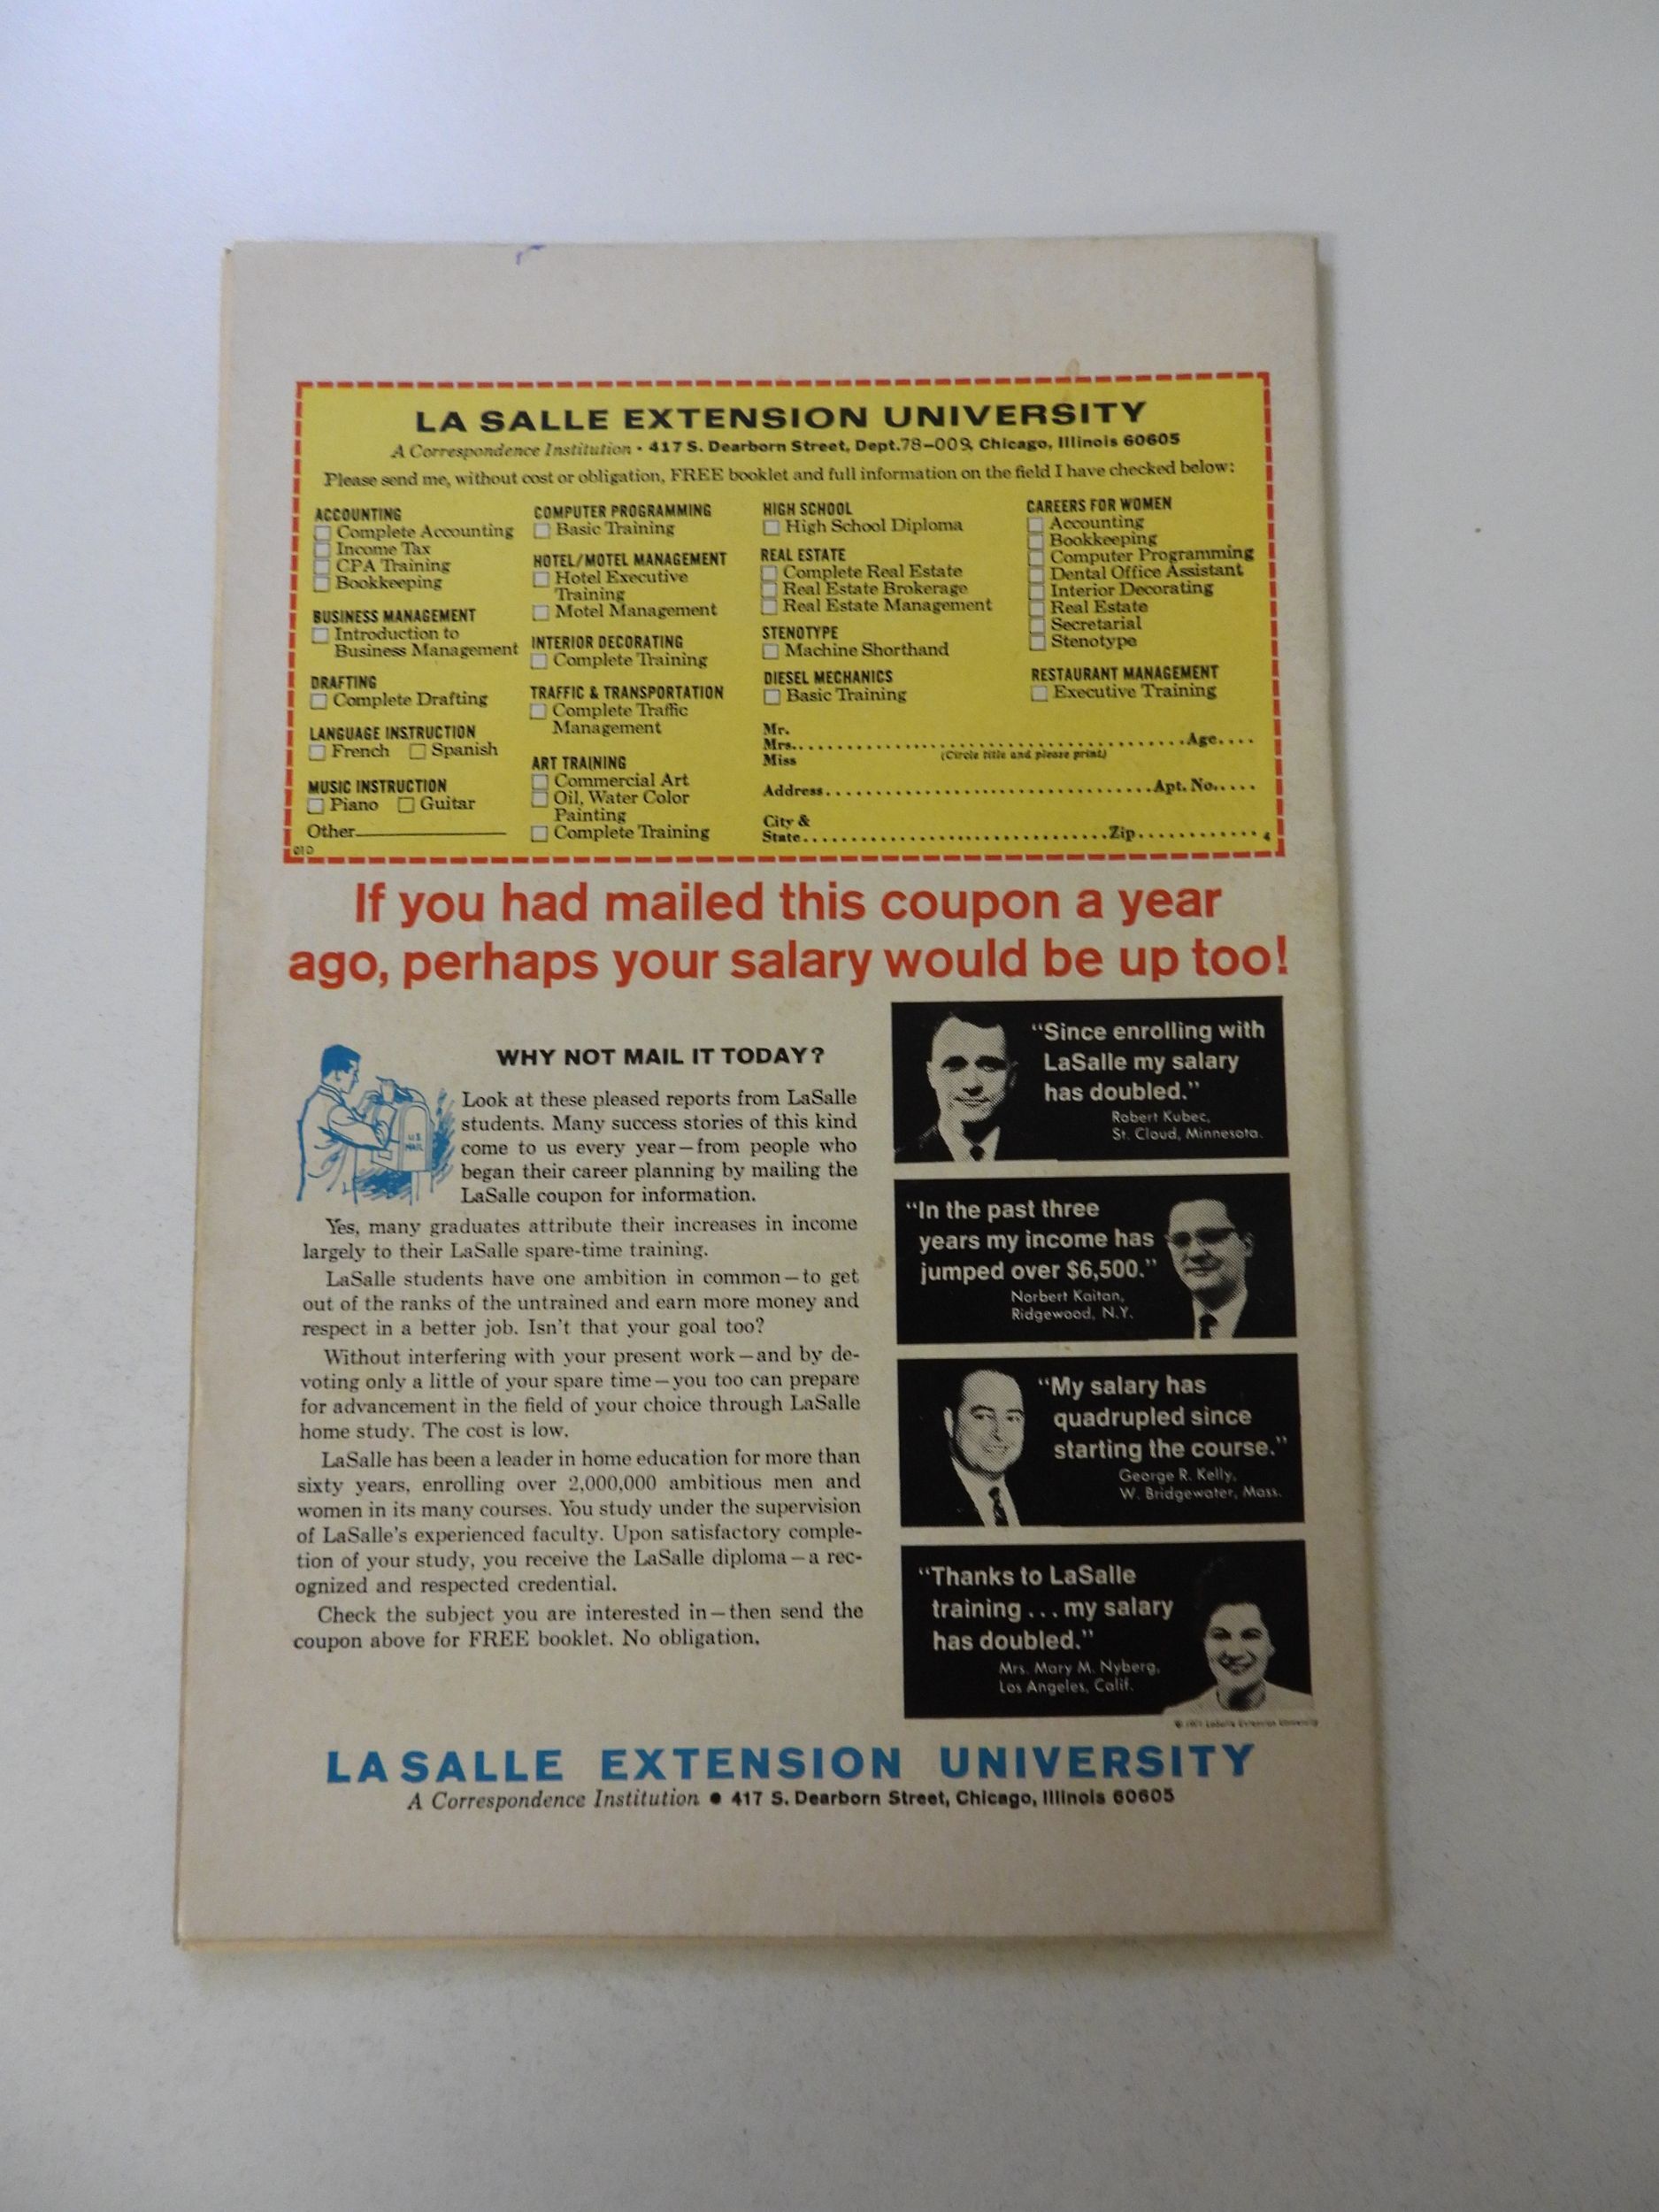 LA SALLE EXTENSION UNIVERSITY
A Correspondence Institution • 417 S. Dearborn Street, Dept.78-009, Chicago, Illinois 60605
Please send me, without cost or obligation, FREE booklet and full information on the field I have checked below:
ACCOUNTING
Complete Accounting
Income Tax
CPA Training
Bookkeeping
BUSINESS MANAGEMENT
Introduction to
Business Management
DRAFTING
Complete Drafting
LANGUAGE INSTRUCTION
French Spanish
MUSIC INSTRUCTION
Piano Guitar
Other
010
COMPUTER PROGRAMMING
Basic Training
HOTEL/MOTEL MANAGEMENT
Hotel Executive
Training
Motel Management
INTERIOR DECORATING
Complete Training
TRAFFIC & TRANSPORTATION
Complete Traffic
Management
ART TRAINING
Commercial Art
Oil, Water Color
Painting
Complete Training
HIGH SCHOOL
High School Diploma
REAL ESTATE
Complete Real Estate
Real Estate Brokerage
Real Estate Management
STENOTYPE
Machine Shorthand
DIESEL MECHANICS
Basic Training
CAREERS FOR WOMEN
Accounting
Bookkeeping
Computer Programming
Dental Office Assistant
Interior Decorating
Real Estate
Secretarial
Stenotype
RESTAURANT MANAGEMENT
Executive Training
Mr.
Mrs. Age
Miss (Circle title and please print)
Address Apt. No.
City &
State Zip 4
If you had mailed this coupon a year
ago, perhaps your salary would be up too!
WHY NOT MAIL IT TODAY?
U.S.
MAIL
Look at these pleased reports from LaSalle
students. Many success stories of this kind
come to us every year—from people who
began their career planning by mailing the
LaSalle coupon for information.
Yes, many graduates attribute their increases in income
largely to their LaSalle spare-time training.
LaSalle students have one ambition in common—to get
out of the ranks of the untrained and earn more money and
respect in a better job. Isn't that your goal too?
Without interfering with your present work—and by de-
voting only a little of your spare time—you too can prepare
for advancement in the field of your choice through LaSalle
home study. The cost is low.
LaSalle has been a leader in home education for more than
sixty years, enrolling over 2,000,000 ambitious men and
women in its many courses. You study under the supervision
of LaSalle's experienced faculty. Upon satisfactory comple-
tion of your study, you receive the LaSalle diploma—a rec-
ognized and respected credential.
Check the subject you are interested in—then send the
coupon above for FREE booklet. No obligation.
"Since enrolling with
LaSalle my salary
has doubled."
Robert Kubec,
St. Cloud, Minnesota.
"In the past three
years my income has
jumped over $6,500."
Norbert Kaitan,
Ridgewood, N.Y.
"My salary has
quadrupled since
starting the course."
George R. Kelly,
W. Bridgewater, Mass.
"Thanks to LaSalle
training...my salary
has doubled."
Mrs. Mary M. Nyberg,
Los Angeles, Calif.
© 1971 LaSalle Extension University
LASALLE EXTENSION UNIVERSITY
A Correspondence Institution • 417 S. Dearborn Street, Chicago, Illinois 60605